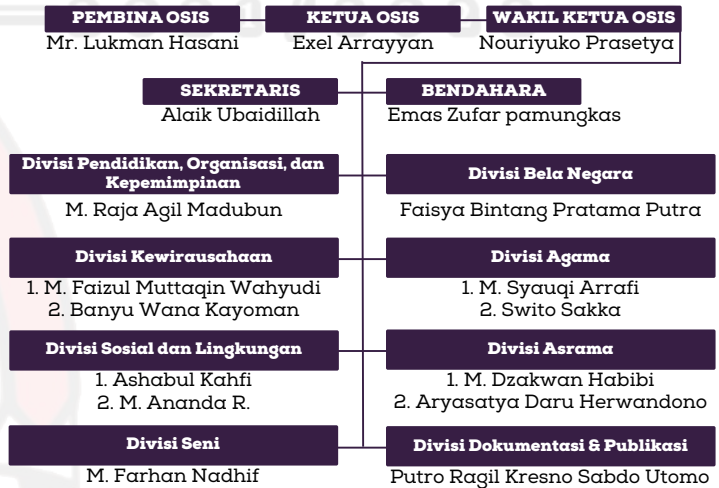 PEMBINA OSIS
Mr. Lukman Hasani
KETUA OSIS
Exel Arrayyan
WAKIL KETUA OSIS
Nouriyuko Prasetya
SEKRETARIS
Alaik Ubaidillah
BENDAHARA
Emas Zufar pamungkas
Divisi Pendidikan, Organisasi, dan
Kepemimpinan
M. Raja Agil Madubun
Divisi Bela Negara
Faisya Bintang Pratama Putra
Divisi Kewirausahaan
1. M. Faizul Muttaqin Wahyudi
2. Banyu Wana Kayoman
Divisi Agama
1. M. Syauqi Arrafi
2. Swito Sakka
Divisi Sosial dan Lingkungan
1. Ashabul Kahfi
2. M. Ananda R.
Divisi Asrama
1. M. Dzakwan Habibi
2. Aryasatya Daru Herwandono
Divisi Seni
M. Farhan Nadhif
Divisi Dokumentasi & Publikasi
Putro Ragil Kresno Sabdo Utomo